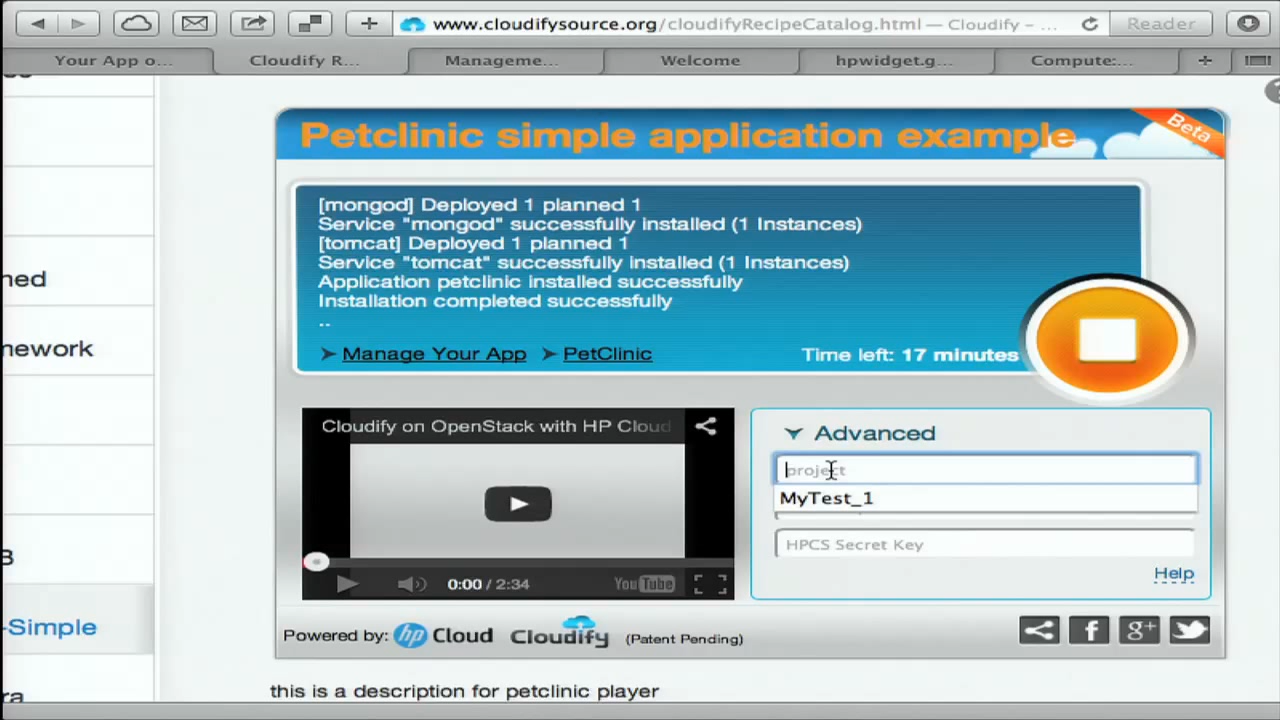 www.cloudifysource.org/cloudifyRecipeCatalog.html — Cloudify – ...
Reader
Your App o...
Cloudify R...
Manageme...
Welcome
hpwidget.g...
Compute:...
Petclinic simple application example
Beta
[mongod] Deployed 1 planned 1
Service "mongod" successfully installed (1 Instances)
[tomcat] Deployed 1 planned 1
Service "tomcat" successfully installed (1 Instances)
Application petclinic installed successfully
Installation completed successfully
..
Manage Your App
PetClinic
Time left: 17 minutes
ned
nework
B
-Simple
ra
Cloudify on OpenStack with HP Cloud
0:00 / 2:34
YouTube
Advanced
project
MyTest_1
HPCS Secret Key
Help
Powered by: hp Cloud Cloudify (Patent Pending)
this is a description for petclinic player